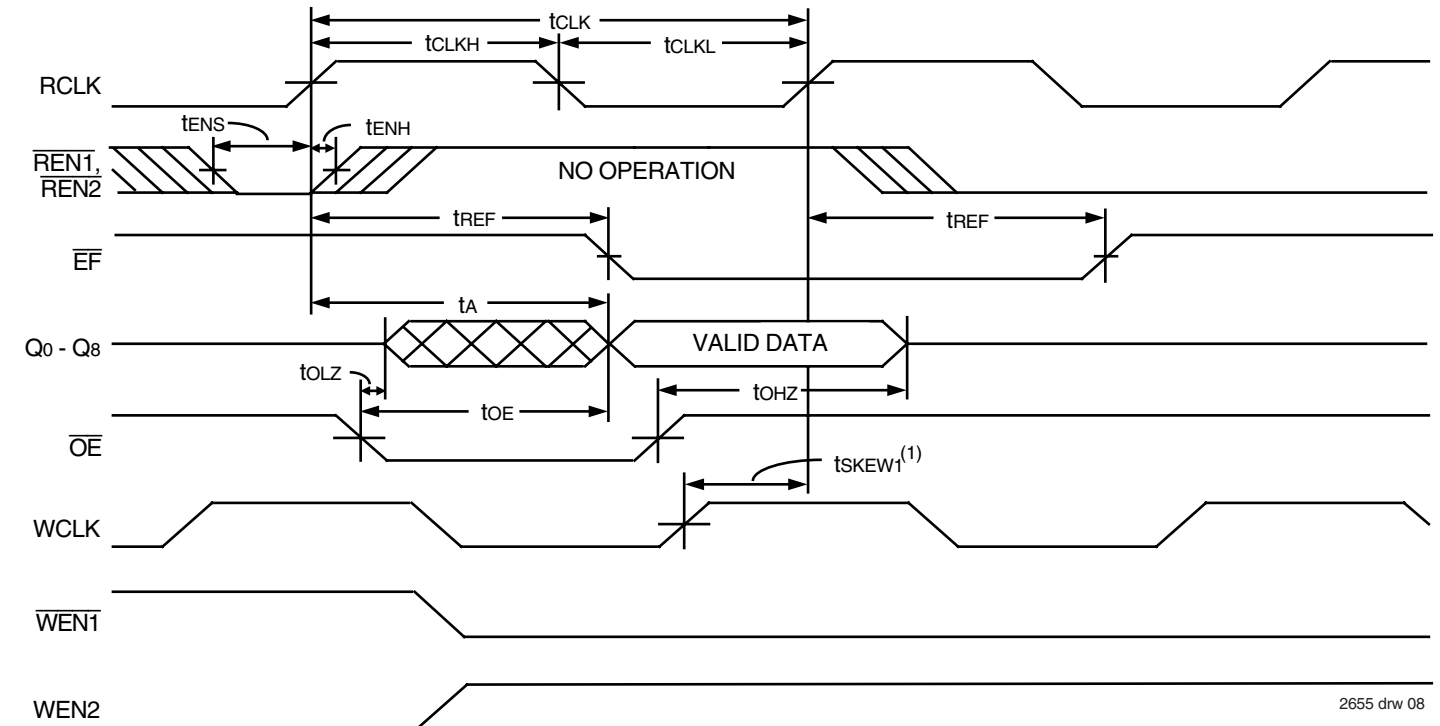 tCLK
tCLKH
tCLKL
RCLK
tENS
tENH
REN1,
REN2
NO OPERATION
tREF
tREF
EF
tA
Q0 - Q8
VALID DATA
tOLZ
tOE
tOHZ
OE
tSKEW1(1)
WCLK
WEN1
WEN2
2655 drw 08